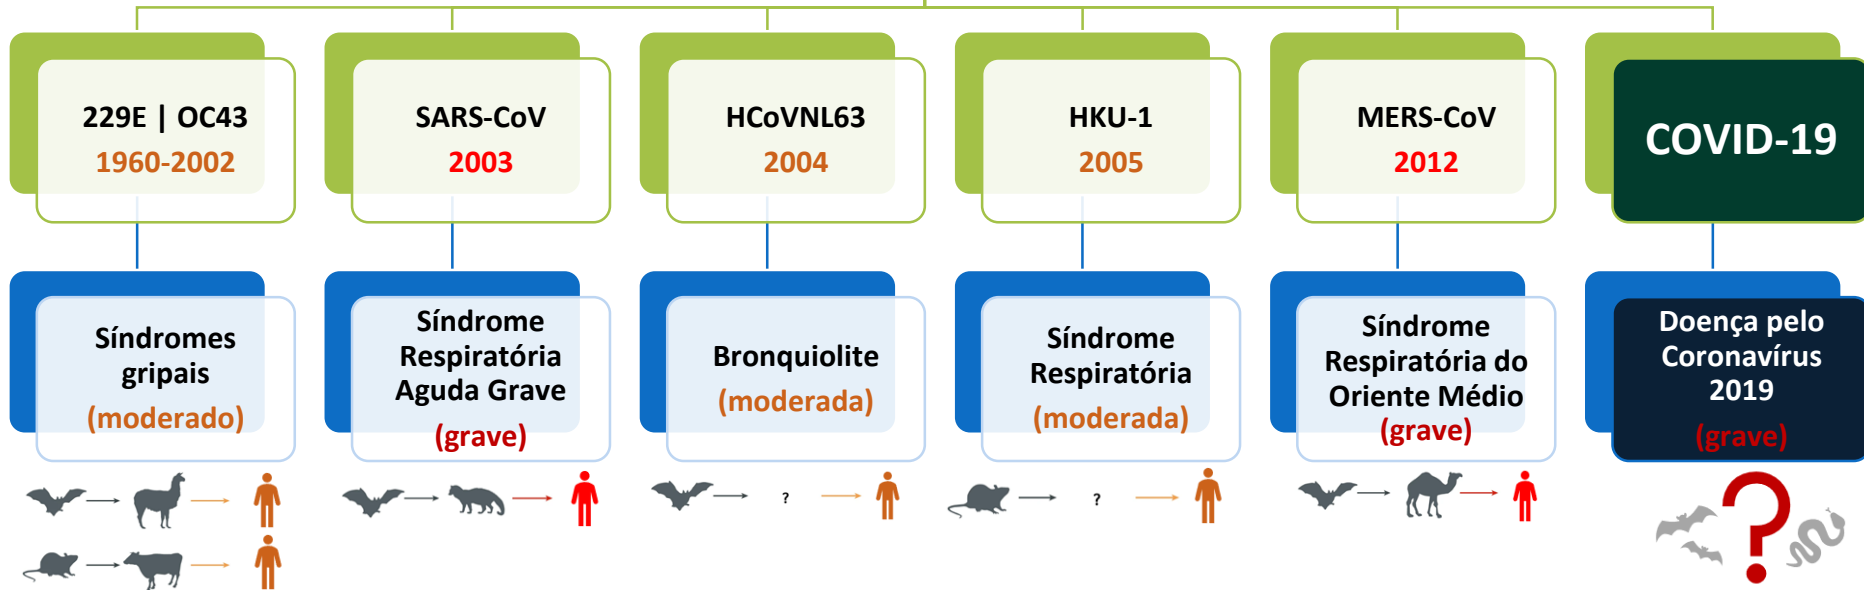 229E | OC43
1960-2002
SARS-CoV
2003
HCoVNL63
2004
HKU-1
2005
MERS-CoV
2012
COVID-19
Síndromes
gripais
(moderado)
Síndrome
Respiratória
Aguda Grave
(grave)
Bronquiolite
(moderada)
Síndrome
Respiratória
(moderada)
Síndrome
Respiratória do
Oriente Médio
(grave)
Doença pelo
Coronavírus
2019
(grave)
?
?
?